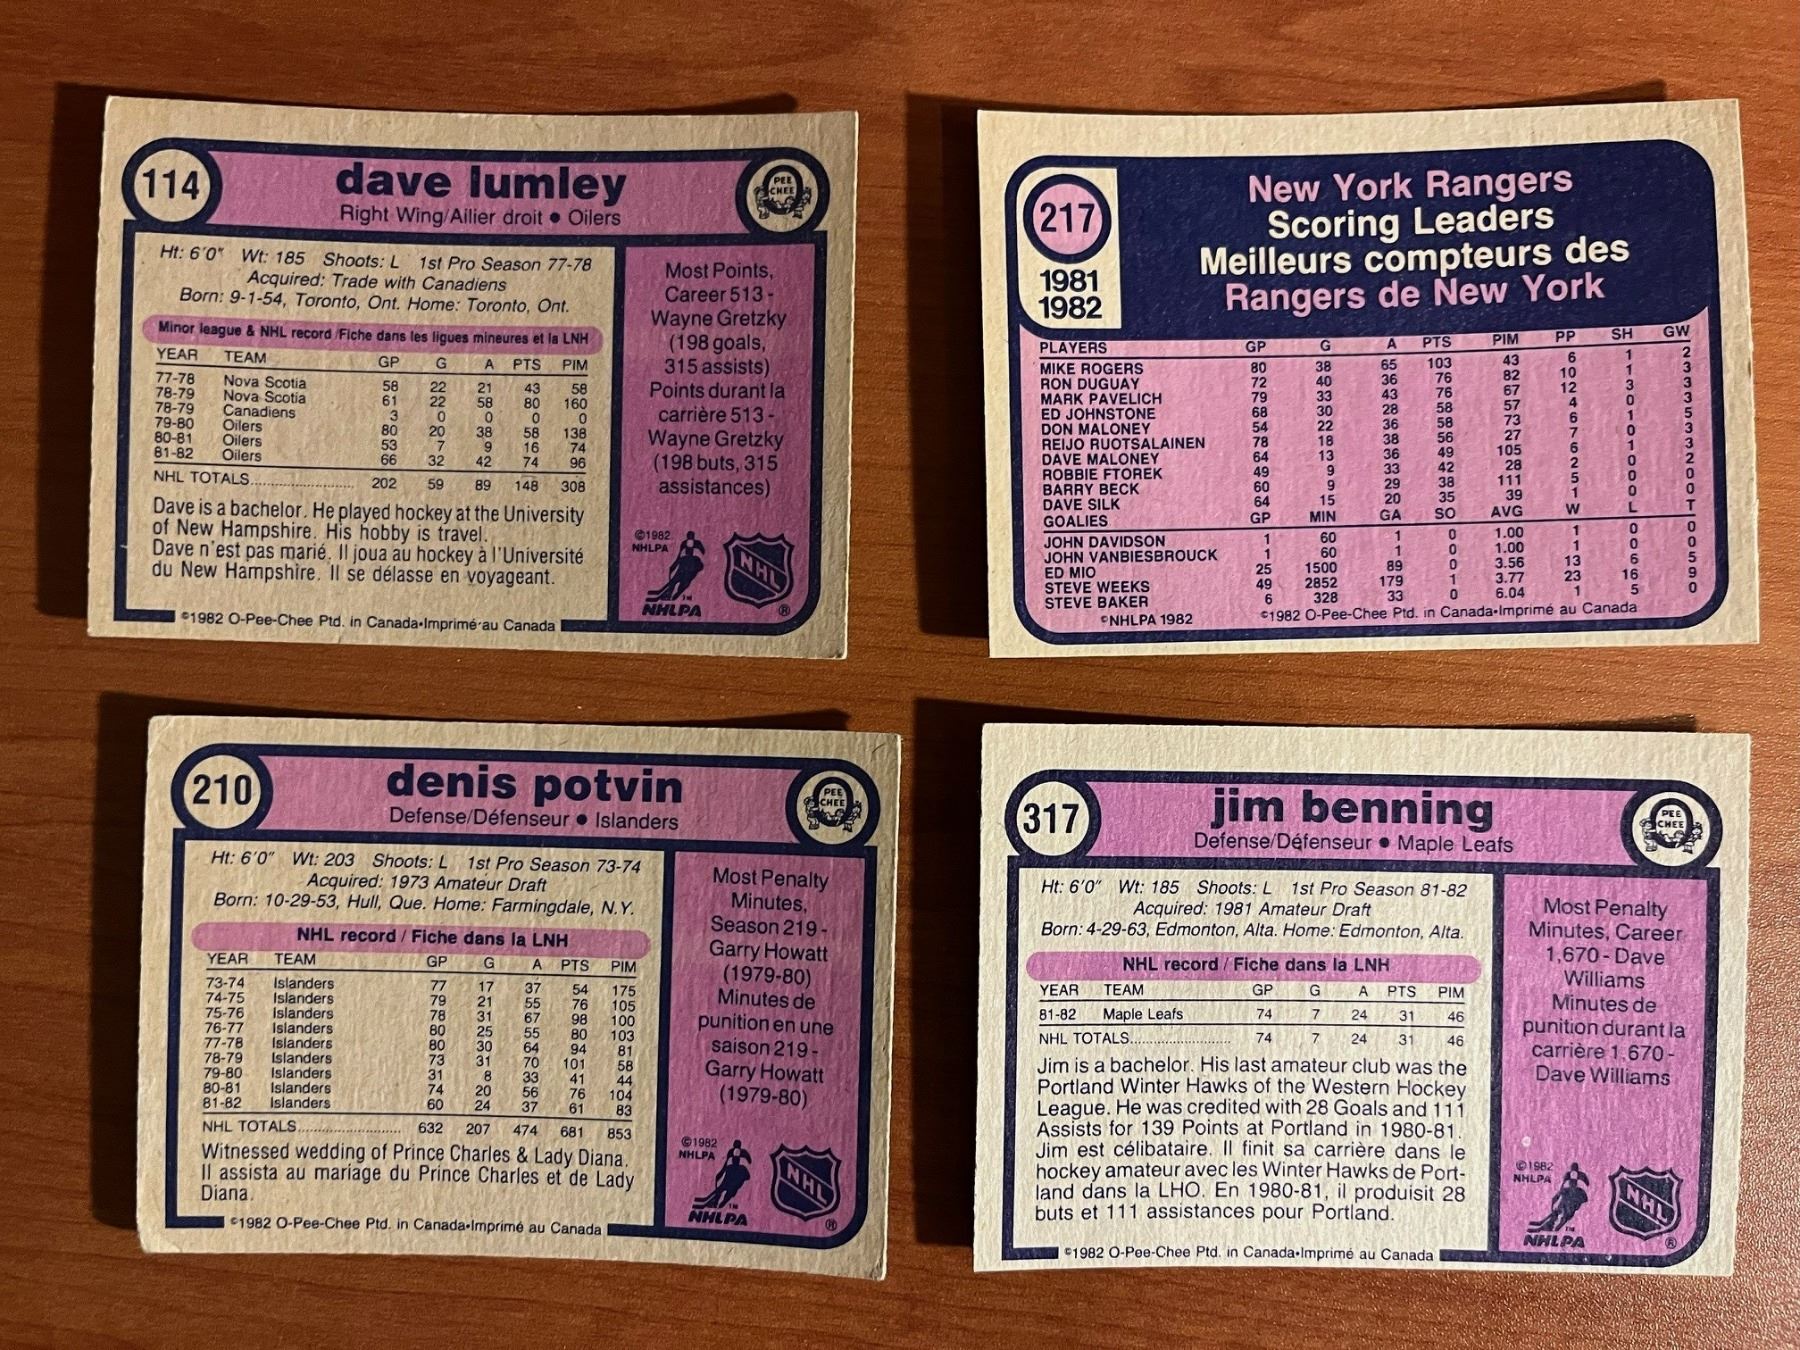 114
dave lumley
Right Wing/Ailier droit ● Oilers
O PEE CHEE
Ht: 6'0" Wt: 185 Shoots: L 1st Pro Season 77-78
Acquired: Trade with Canadiens
Born: 9-1-54, Toronto, Ont. Home: Toronto, Ont.
Minor league & NHL record/Fiche dans les ligues mineures et la LNH
YEAR TEAM GP G A PTS PIM
77-78 Nova Scotia 58 22 21 43 58
78-79 Nova Scotia 61 22 58 80 160
78-79 Canadiens 3 0 0 0 0
79-80 Oilers 80 20 38 58 138
80-81 Oilers 53 7 9 16 74
81-82 Oilers 66 32 42 74 96
NHL TOTALS 202 59 89 148 308
Dave is a bachelor. He played hockey at the University
of New Hampshire. His hobby is travel.
Dave n'est pas marié. Il joua au hockey à l'Université
du New Hampshire. Il se délasse en voyageant.
©1982 O-Pee-Chee Ptd. in Canada•Imprimé au Canada
Most Points,
Career 513 -
Wayne Gretzky
(198 goals,
315 assists)
Points durant la
carrière 513 -
Wayne Gretzky
(198 buts, 315
assistances)
©1982
NHLPA
NHLPA
TM
NHL
®
217
1981
1982
New York Rangers
Scoring Leaders
Meilleurs compteurs des
Rangers de New York
PLAYERS GP G A PTS PIM PP SH GW
MIKE ROGERS 80 38 65 103 43 6 1 2
RON DUGUAY 72 40 36 76 82 10 1 3
MARK PAVELICH 79 33 43 76 67 12 3 3
ED JOHNSTONE 68 30 28 58 57 4 0 3
DON MALONEY 54 22 36 58 73 6 1 5
REIJO RUOTSALAINEN 78 18 38 56 27 7 0 3
DAVE MALONEY 64 13 36 49 105 6 1 3
ROBBIE FTOREK 49 9 33 42 28 2 0 2
BARRY BECK 60 9 29 38 111 5 0 0
DAVE SILK 64 15 20 35 39 1 0 0
GOALIES GP MIN GA SO AVG W L T
JOHN DAVIDSON 1 60 1 0 1.00 1 0 0
JOHN VANBIESBROUCK 1 60 1 0 1.00 1 0 0
ED MIO 25 1500 89 0 3.56 13 6 5
STEVE WEEKS 49 2852 179 1 3.77 23 16 9
STEVE BAKER 6 328 33 0 6.04 1 5 0
©NHLPA 1982 ©1982 O-Pee-Chee Ptd. in Canada•Imprimé au Canada
210
denis potvin
Defense/Défenseur ● Islanders
O PEE CHEE
Ht: 6'0" Wt: 203 Shoots: L 1st Pro Season 73-74
Acquired: 1973 Amateur Draft
Born: 10-29-53, Hull, Que. Home: Farmingdale, N.Y.
NHL record / Fiche dans la LNH
YEAR TEAM GP G A PTS PIM
73-74 Islanders 77 17 37 54 175
74-75 Islanders 79 21 55 76 105
75-76 Islanders 78 31 67 98 100
76-77 Islanders 80 25 55 80 103
77-78 Islanders 80 30 64 94 81
78-79 Islanders 73 31 70 101 58
79-80 Islanders 31 8 33 41 44
80-81 Islanders 74 20 56 76 104
81-82 Islanders 60 24 37 61 83
NHL TOTALS 632 207 474 681 853
Witnessed wedding of Prince Charles & Lady Diana.
Il assista au mariage du Prince Charles et de Lady
Diana.
©1982 O-Pee-Chee Ptd. in Canada•Imprimé au Canada
Most Penalty
Minutes,
Season 219 -
Garry Howatt
(1979-80)
Minutes de
punition en une
saison 219 -
Garry Howatt
(1979-80)
©1982
NHLPA
NHLPA
TM
NHL
®
317
jim benning
Defense/Défenseur ● Maple Leafs
O PEE CHEE
Ht: 6'0" Wt: 185 Shoots: L 1st Pro Season 81-82
Acquired: 1981 Amateur Draft
Born: 4-29-63, Edmonton, Alta. Home: Edmonton, Alta.
NHL record / Fiche dans la LNH
YEAR TEAM GP G A PTS PIM
81-82 Maple Leafs 74 7 24 31 46
NHL TOTALS 74 7 24 31 46
Jim is a bachelor. His last amateur club was the
Portland Winter Hawks of the Western Hockey
League. He was credited with 28 Goals and 111
Assists for 139 Points at Portland in 1980-81.
Jim est célibataire. Il finit sa carrière dans le
hockey amateur avec les Winter Hawks de Port-
land dans la LHO. En 1980-81, il produisit 28
buts et 111 assistances pour Portland.
©1982 O-Pee-Chee Ptd. in Canada•Imprimé au Canada
Most Penalty
Minutes, Career
1,670 - Dave
Williams
Minutes de
punition durant la
carrière 1,670 -
Dave Williams
©1982
NHLPA
NHLPA
TM
NHL
®